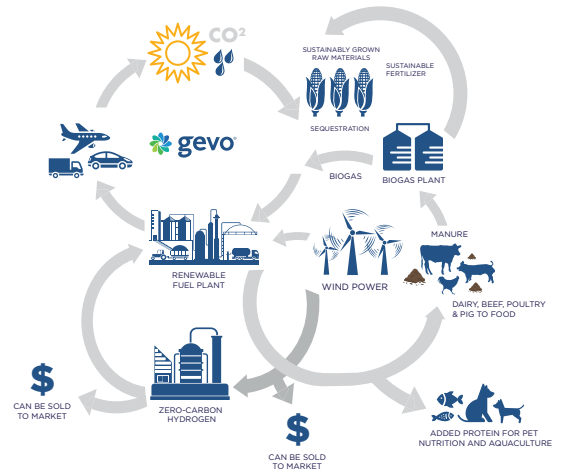 CO²
SUSTAINABLY GROWN
RAW MATERIALS
SUSTAINABLE
FERTILIZER
SEQUESTRATION
gevo®
BIOGAS
BIOGAS PLANT
MANURE
RENEWABLE
FUEL PLANT
WIND POWER
DAIRY, BEEF, POULTRY
& PIG TO FOOD
$
CAN BE SOLD
TO MARKET
ZERO-CARBON
HYDROGEN
$
CAN BE SOLD
TO MARKET
ADDED PROTEIN FOR PET
NUTRITION AND AQUACULTURE